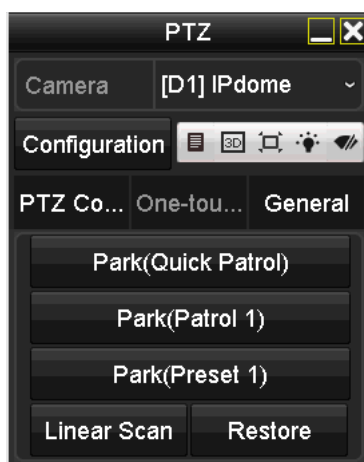 PTZ
Camera [D1] IPdome
Configuration 3D
PTZ Co... One-tou... General
Park(Quick Patrol)
Park(Patrol 1)
Park(Preset 1)
Linear Scan Restore